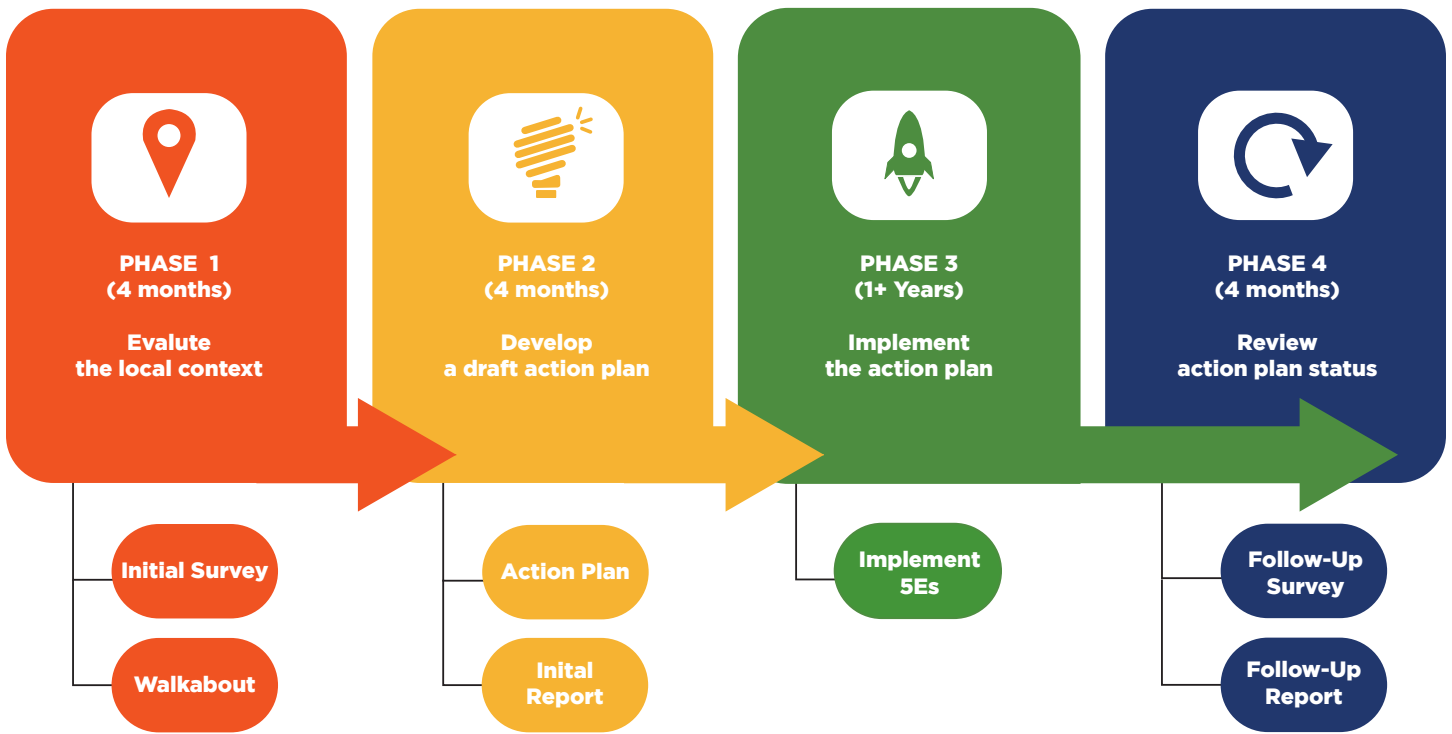 PHASE 1
(4 months)
Evalute
the local context
Initial Survey
Walkabout
PHASE 2
(4 months)
Develop
a draft action plan
Action Plan
Inital
Report
PHASE 3
(1+ Years)
Implement
the action plan
Implement
5Es
PHASE 4
(4 months)
Review
action plan status
Follow-Up
Survey
Follow-Up
Report